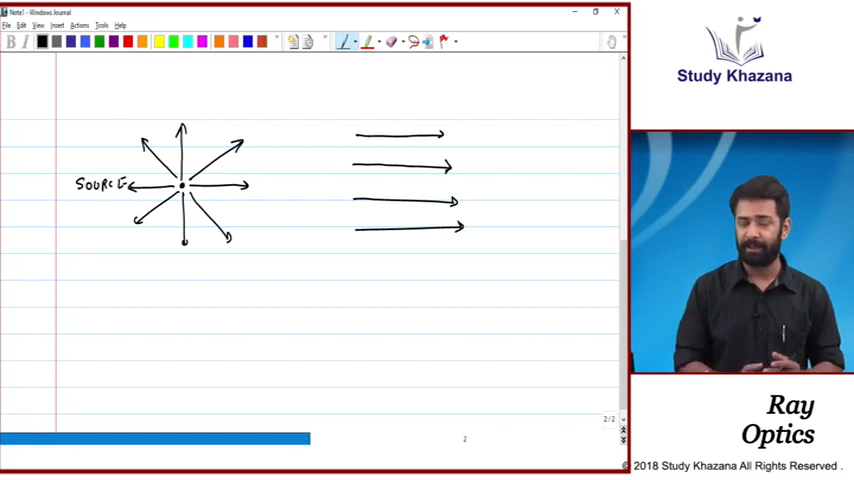 Note1 - Windows Journal
File Edit View Insert Actions Tools Help
B I
SOURCE
2/2
2
Study Khazana
Ray
Optics
© 2018 Study Khazana All Rights Reserved .